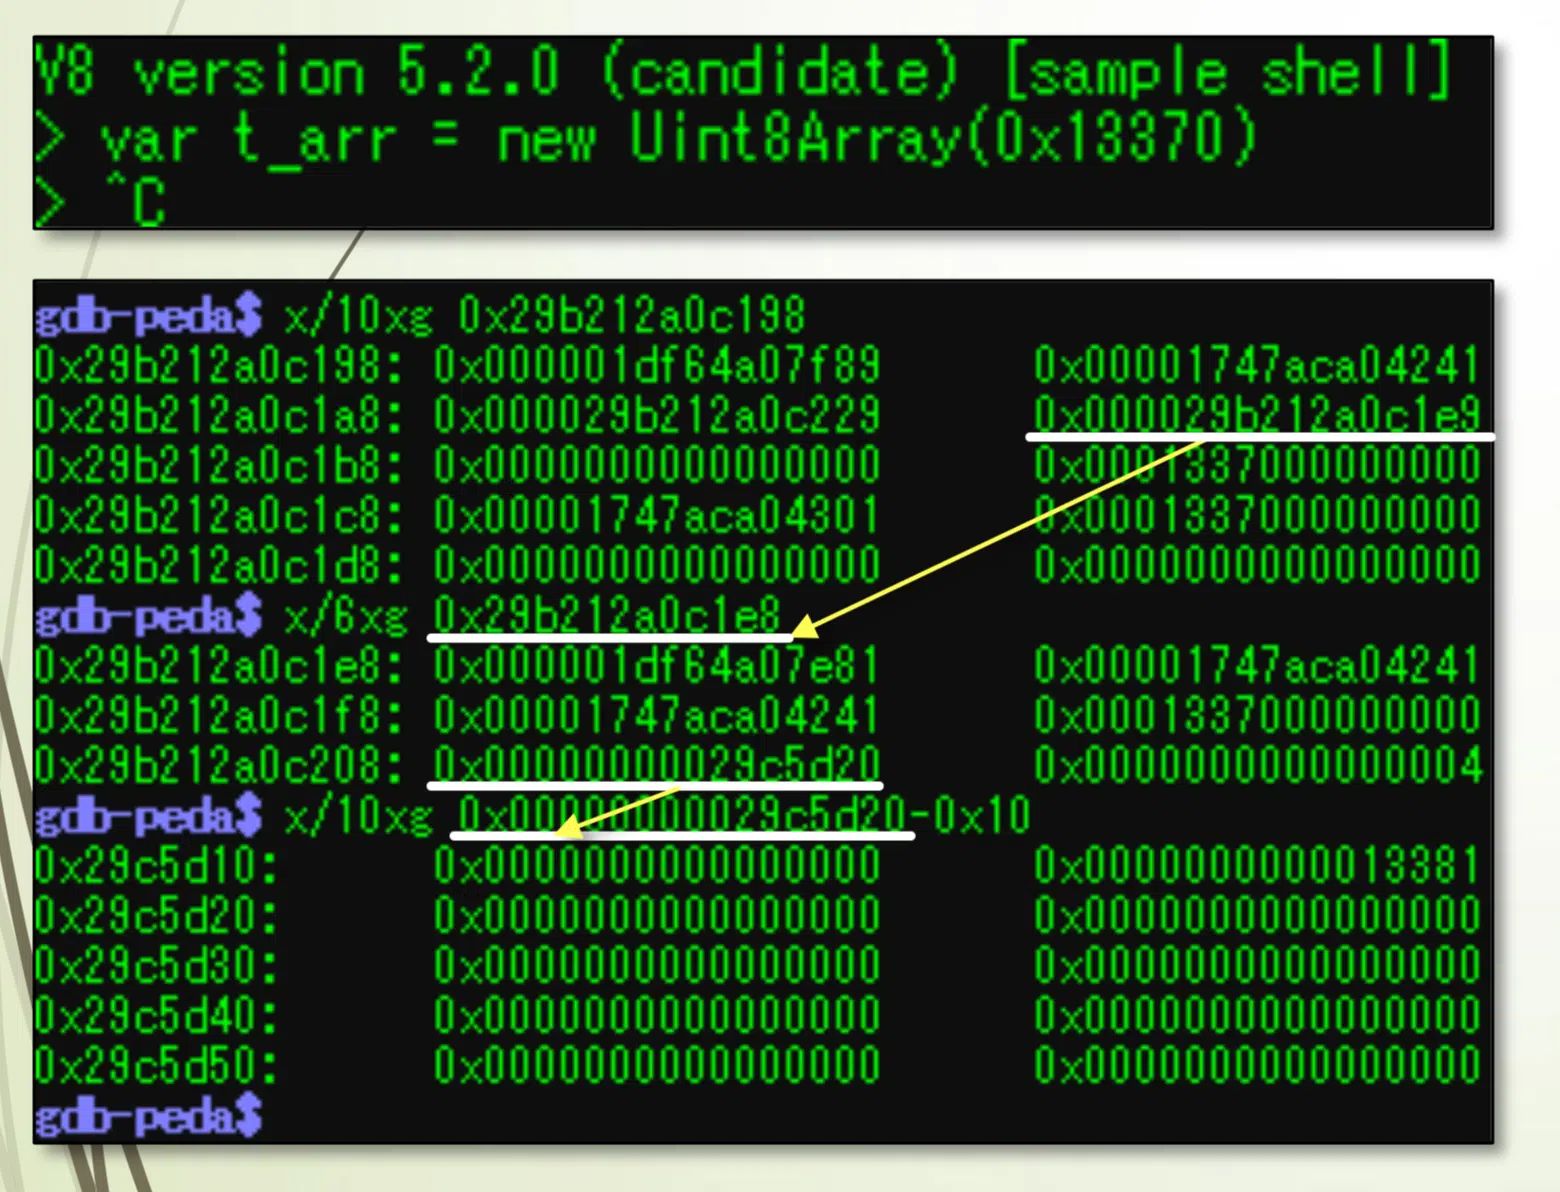 V8 version 5.2.0 (candidate) [sample shell]
> var t_arr = new Uint8Array(0x13370)
> ^C
gdb-peda$ x/10xg 0x29b212a0c198
0x29b212a0c198: 0x000001df64a07f89 0x00001747aca04241
0x29b212a0c1a8: 0x000029b212a0c229 0x000029b212a0c1e9
0x29b212a0c1b8: 0x0000000000000000 0x0001337000000000
0x29b212a0c1c8: 0x00001747aca04301 0x0001337000000000
0x29b212a0c1d8: 0x0000000000000000 0x0000000000000000
gdb-peda$ x/6xg 0x29b212a0c1e8
0x29b212a0c1e8: 0x000001df64a07e81 0x00001747aca04241
0x29b212a0c1f8: 0x00001747aca04241 0x0001337000000000
0x29b212a0c208: 0x00000000029c5d20 0x0000000000000004
gdb-peda$ x/10xg 0x00000000029c5d20-0x10
0x29c5d10: 0x0000000000000000 0x0000000000013381
0x29c5d20: 0x0000000000000000 0x0000000000000000
0x29c5d30: 0x0000000000000000 0x0000000000000000
0x29c5d40: 0x0000000000000000 0x0000000000000000
0x29c5d50: 0x0000000000000000 0x0000000000000000
gdb-peda$